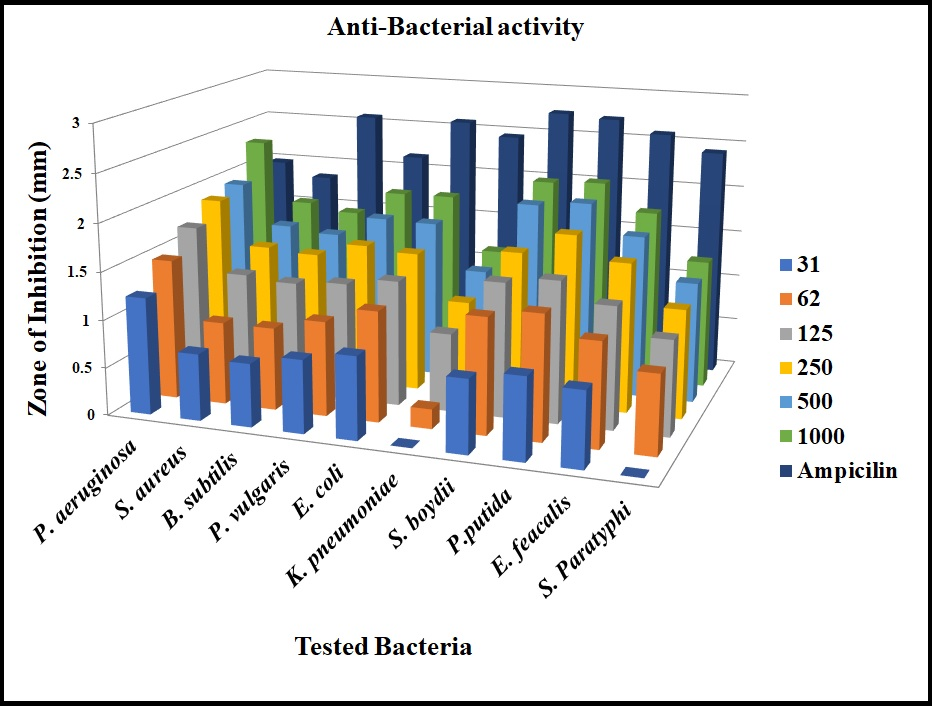 Anti-Bacterial activity
Zone of Inhibition (mm)
3
2.5
2
1.5
1
0.5
0
P. aeruginosa
S. aureus
B. subtilis
P. vulgaris
E. coli
K. pneumoniae
S. boydii
P.putida
E. feacalis
S. Paratyphi
Tested Bacteria
31
62
125
250
500
1000
Ampicilin